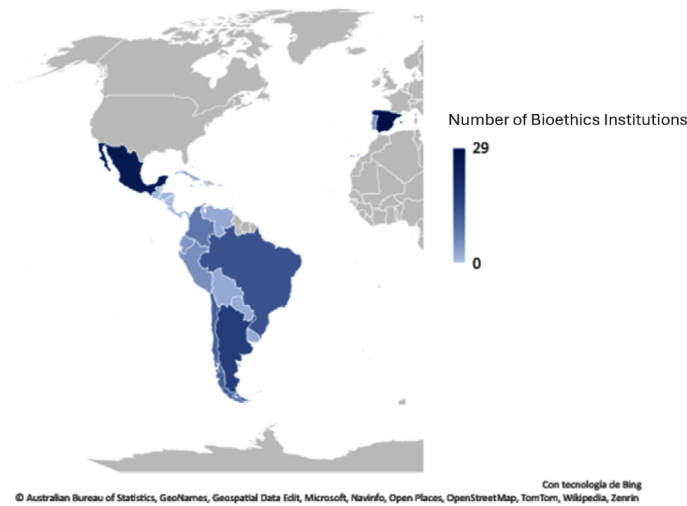 Number of Bioethics Institutions
29
0
Con tecnología de Bing
© Australian Bureau of Statistics, GeoNames, Geospatial Data Edit, Microsoft, Navinfo, Open Places, OpenStreetMap, TomTom, Wikipedia, Zenrin